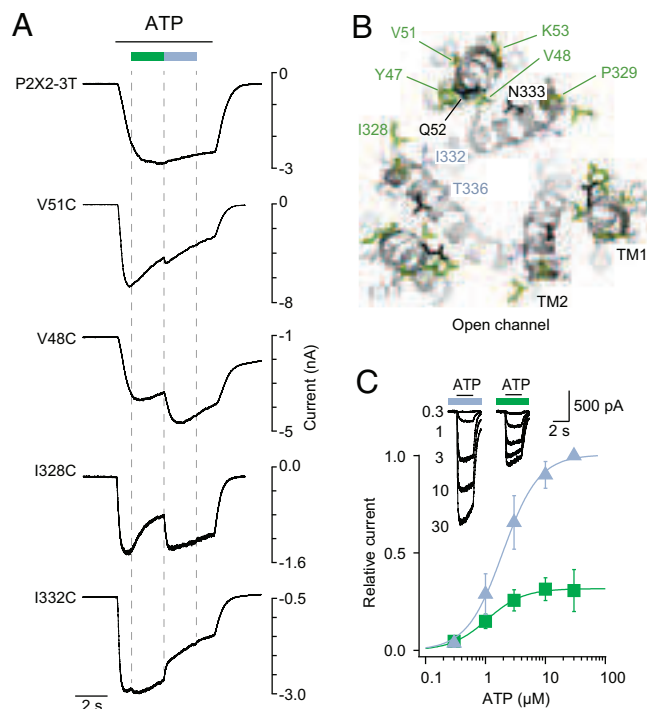 A
ATP
P2X2-3T
0
-3
V51C
0
-8
V48C
-1
-5
Current (nA)
I328C
0.0
-1.6
I332C
-0.5
-3.0
2 s
B
V51
K53
Y47
V48
P329
N333
Q52
I328
I332
T336
TM1
TM2
Open channel
C
ATP
ATP
0.3
1
3
10
30
500 pA
2 s
Relative current
1.0
0.5
0.0
0.1
1
10
100
ATP (µM)